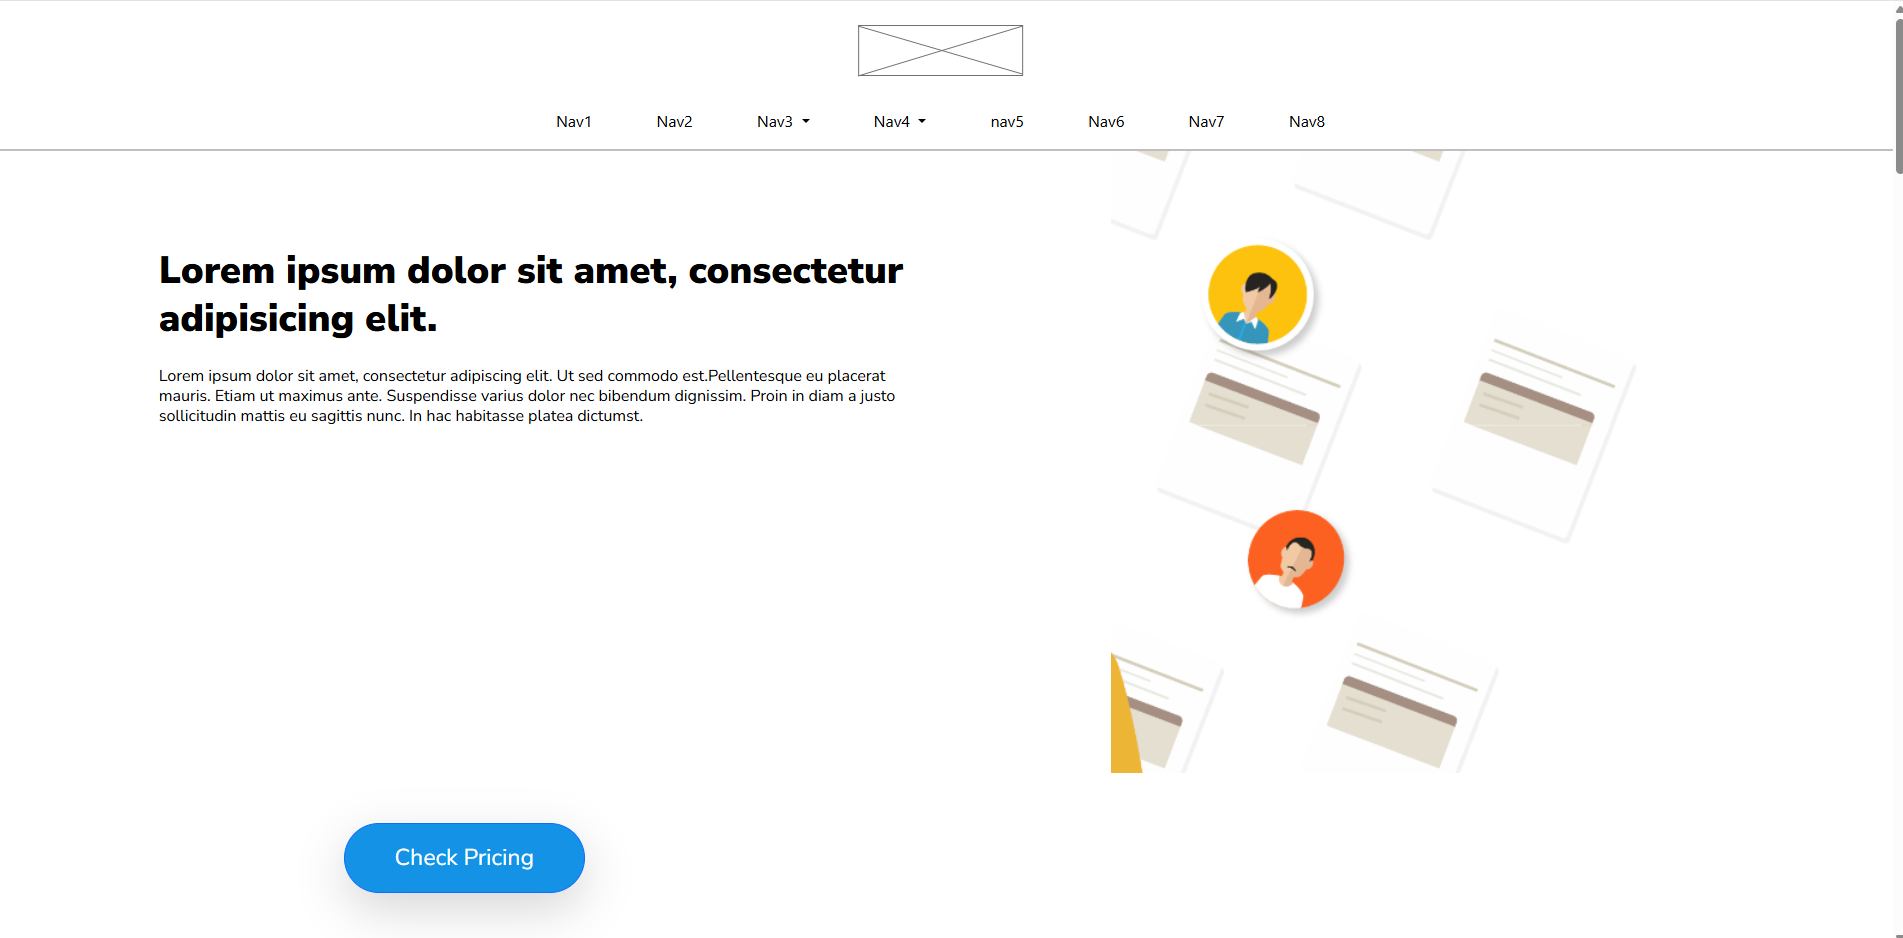 Nav1 Nav2 Nav3 Nav4 nav5 Nav6 Nav7 Nav8
Lorem ipsum dolor sit amet, consectetur
adipisicing elit.
Lorem ipsum dolor sit amet, consectetur adipiscing elit. Ut sed commodo est.Pellentesque eu placerat
mauris. Etiam ut maximus ante. Suspendisse varius dolor nec bibendum dignissim. Proin in diam a justo
sollicitudin mattis eu sagittis nunc. In hac habitasse platea dictumst.
Check Pricing